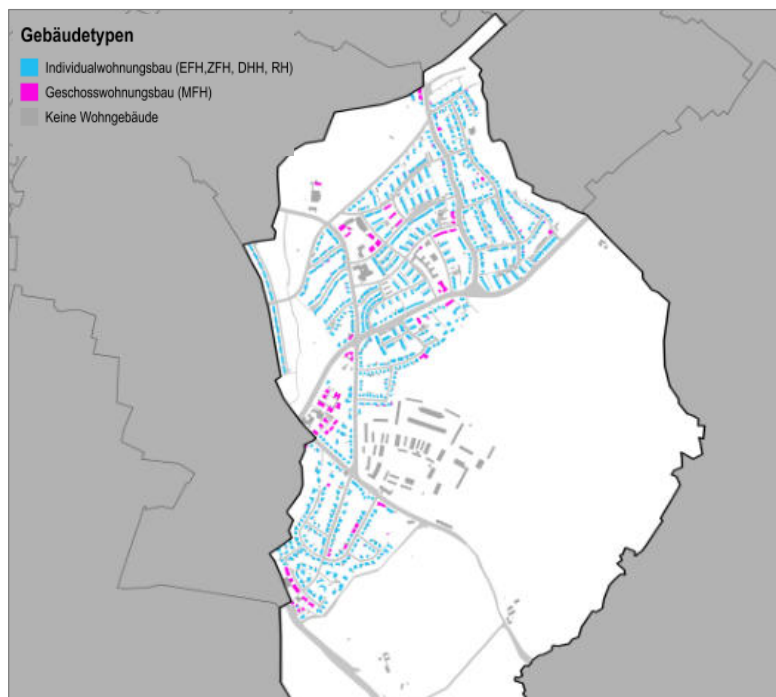 Gebäudetypen
Individualwohnungsbau (EFH,ZFH, DHH, RH)
Geschosswohnungsbau (MFH)
Keine Wohngebäude